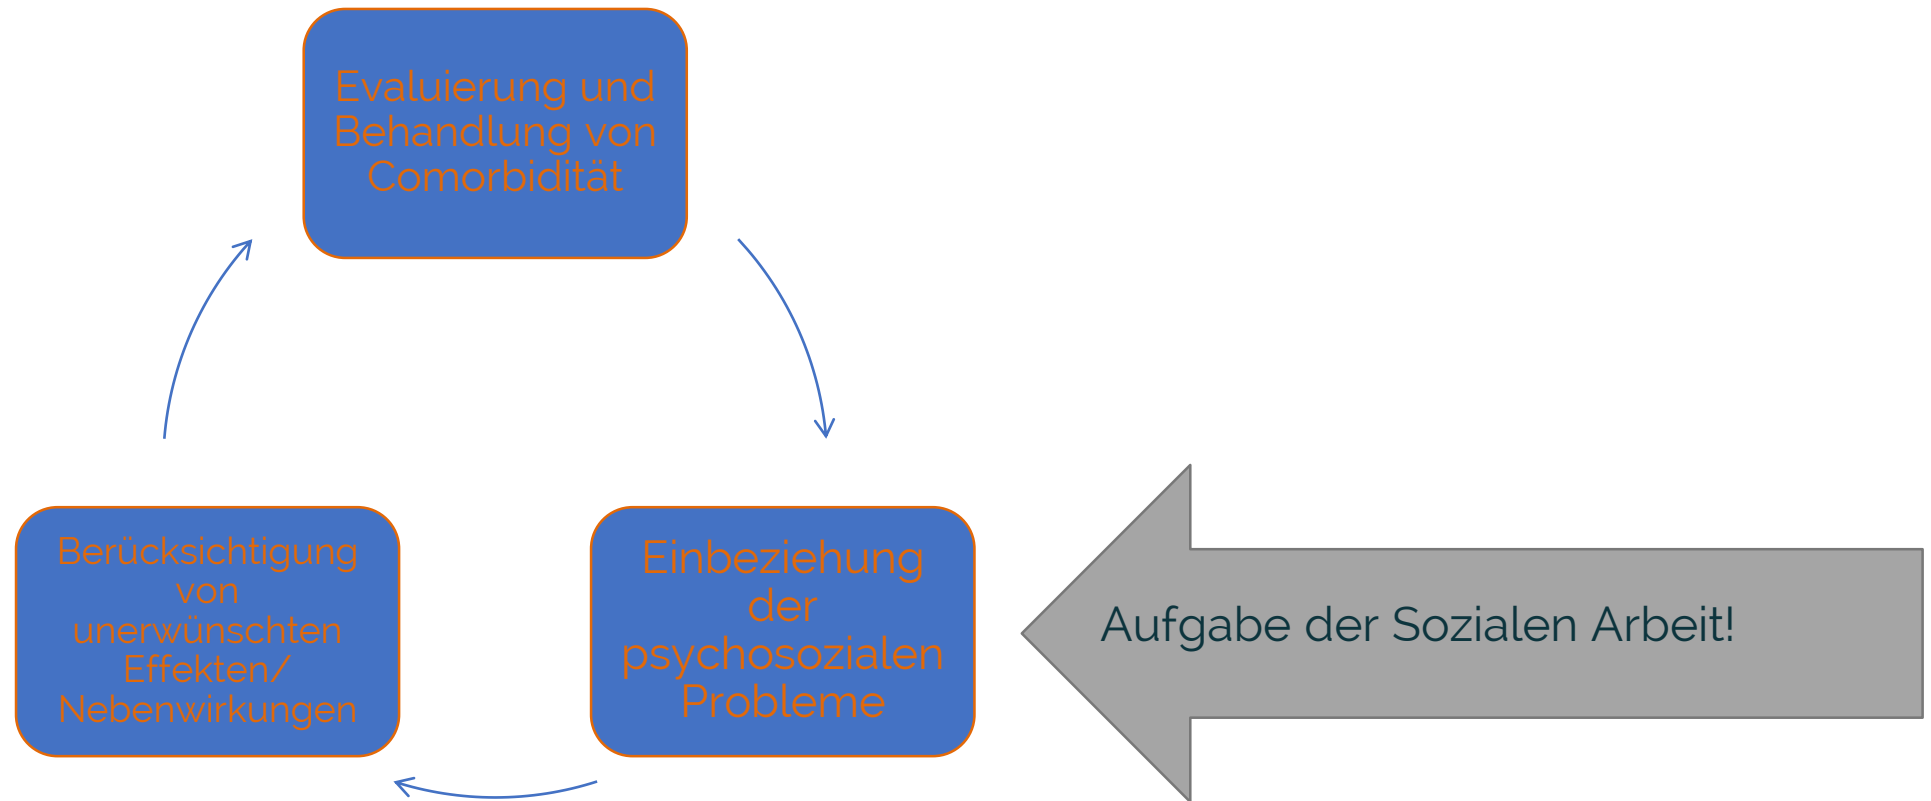 Evaluierung und
Behandlung von
Comorbidität
Berücksichtigung
von
unerwünschten
Effekten/
Nebenwirkungen
Einbeziehung
der
psychosozialen
Probleme
Aufgabe der Sozialen Arbeit!